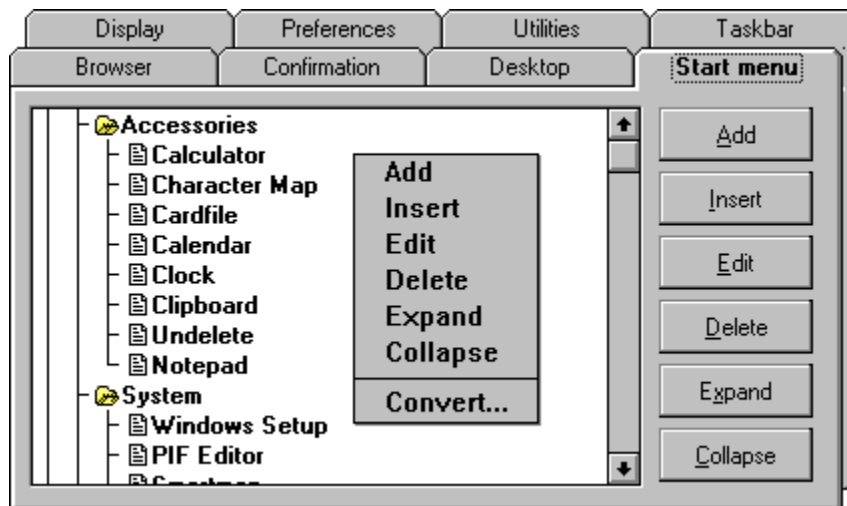 Display Preferences Utilities Taskbar
Browser Confirmation Desktop Start menu
Accessories
Calculator
Character Map
Cardfile
Calendar
Clock
Clipboard
Undelete
Notepad
System
Windows Setup
PIF Editor
Add
Insert
Edit
Delete
Expand
Collapse
Convert...
Add
Insert
Edit
Delete
Expand
Collapse